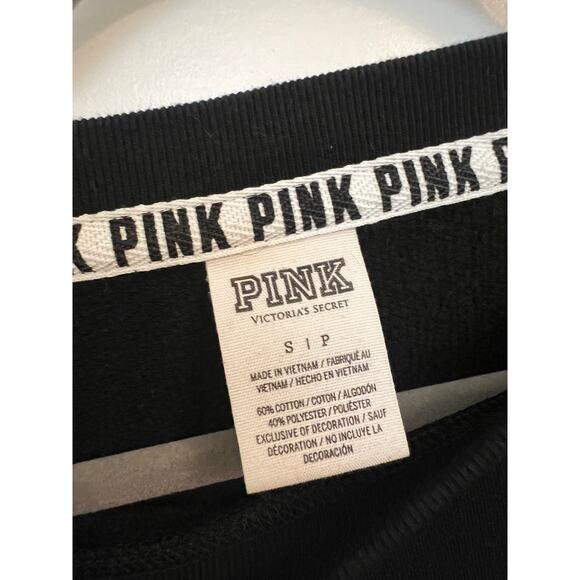 K PINK PINK PINK P
PINK
VICTORIA'S SECRET
S | P
MADE IN VIETNAM / FABRIQUÉ AU
VIETNAM / HECHO EN VIETNAM
60% COTTON / COTON / ALGODÓN
40% POLYESTER / POLIÉSTER
EXCLUSIVE OF DECORATION / SAUF
DÉCORATION / NO INCLUYE LA
DECORACIÓN